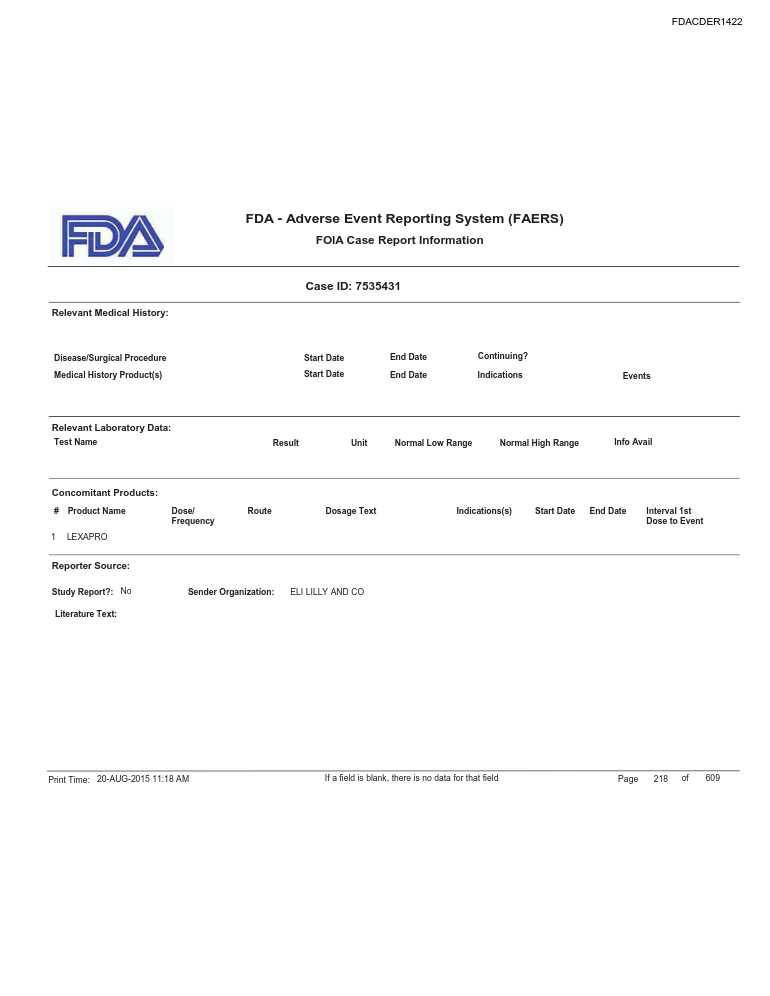 FDACDER1422
FDA
FDA - Adverse Event Reporting System (FAERS)
FOIA Case Report Information
Case ID: 7535431
Relevant Medical History:
Disease/Surgical Procedure Start Date End Date Continuing?
Medical History Product(s) Start Date End Date Indications Events
Relevant Laboratory Data:
Test Name Result Unit Normal Low Range Normal High Range Info Avail
Concomitant Products:
# Product Name Dose/ Route Dosage Text Indications(s) Start Date End Date Interval 1st
Frequency Dose to Event
1 LEXAPRO
Reporter Source:
Study Report?: No Sender Organization: ELI LILLY AND CO
Literature Text:
Print Time: 20-AUG-2015 11:18 AM If a field is blank, there is no data for that field Page 218 of 609